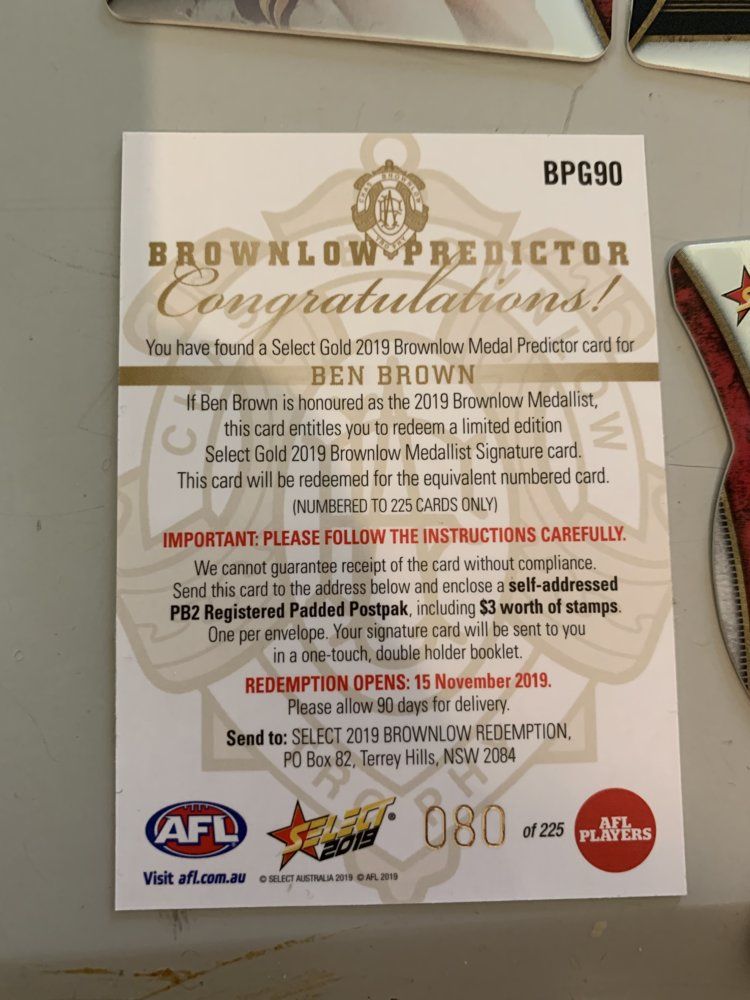 BPG90
CHAS BROWNLOW
BROWNLOW PREDICTOR
Congratulations!
You have found a Select Gold 2019 Brownlow Medal Predictor card for
BEN BROWN
If Ben Brown is honoured as the 2019 Brownlow Medallist,
this card entitles you to redeem a limited edition
Select Gold 2019 Brownlow Medallist Signature card.
This card will be redeemed for the equivalent numbered card.
(NUMBERED TO 225 CARDS ONLY)
IMPORTANT: PLEASE FOLLOW THE INSTRUCTIONS CAREFULLY.
We cannot guarantee receipt of the card without compliance.
Send this card to the address below and enclose a self-addressed
PB2 Registered Padded Postpak, including $3 worth of stamps.
One per envelope. Your signature card will be sent to you
in a one-touch, double holder booklet.
REDEMPTION OPENS: 15 November 2019.
Please allow 90 days for delivery.
Send to: SELECT 2019 BROWNLOW REDEMPTION,
PO Box 82, Terrey Hills, NSW 2084
AFL
SELECT 2019®
080 of 225
AFL PLAYERS
Visit afl.com.au
© SELECT AUSTRALIA 2019 © AFL 2019